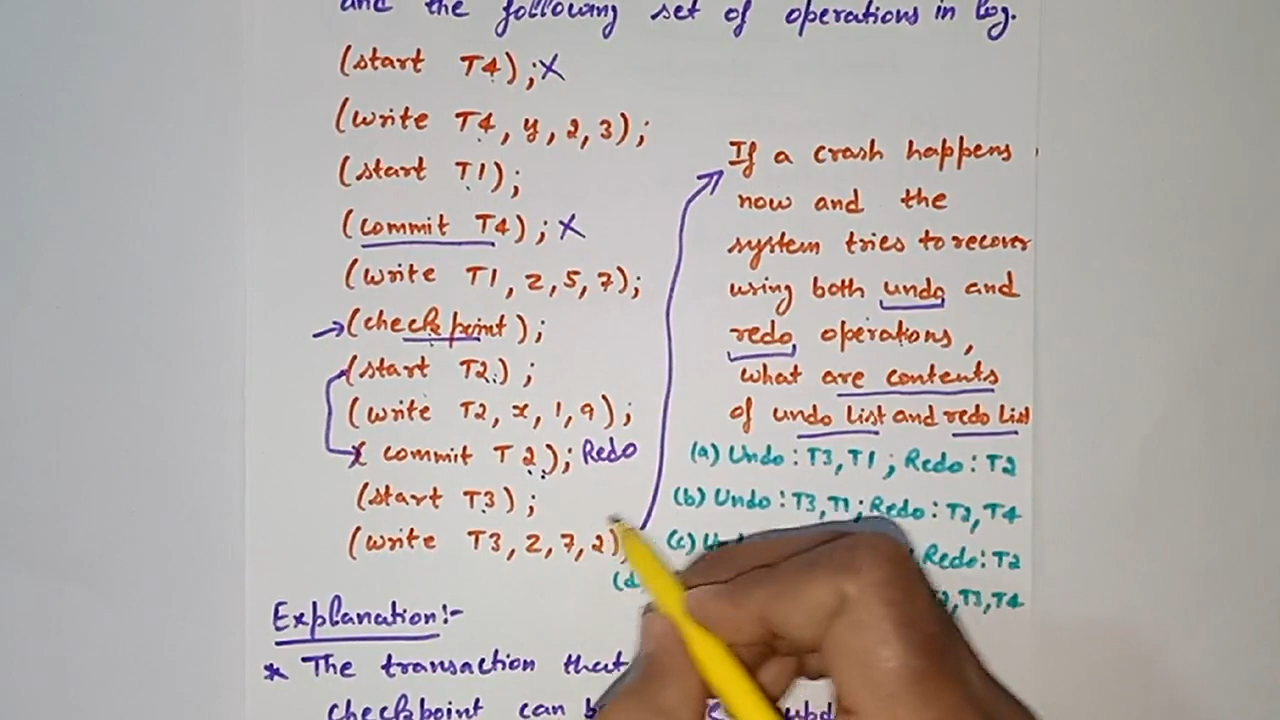 and the following set of operations in log.
(start T4); X
(write T4, y, 2, 3);
(start T1);
(commit T4); X
(write T1, z, 5, 7);
(checkpoint);
(start T2);
(write T2, x, 1, 9);
( commit T2); Redo
(start T3);
(write T3, z, 7, 2)
If a crash happens
now and the
system tries to recover
using both undo and
redo operations,
what are contents
of undo list and redo list
(a) Undo : T3, T1 ; Redo : T2
(b) Undo : T3, T1; Redo : T2, T4
(c) Redo: T2
(d ,T3,T4
Explanation:-
* The transaction that
checkpoint can